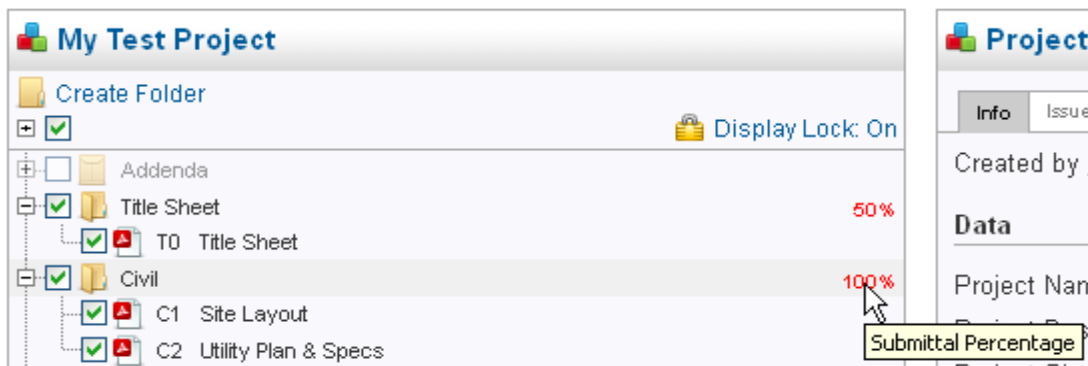 My Test Project
Create Folder
Display Lock: On
Addenda
Title Sheet 50%
T0 Title Sheet
Civil 100%
C1 Site Layout
C2 Utility Plan & Specs
Submittal Percentage
Project
Info Issue
Created by
Data
Project Nam